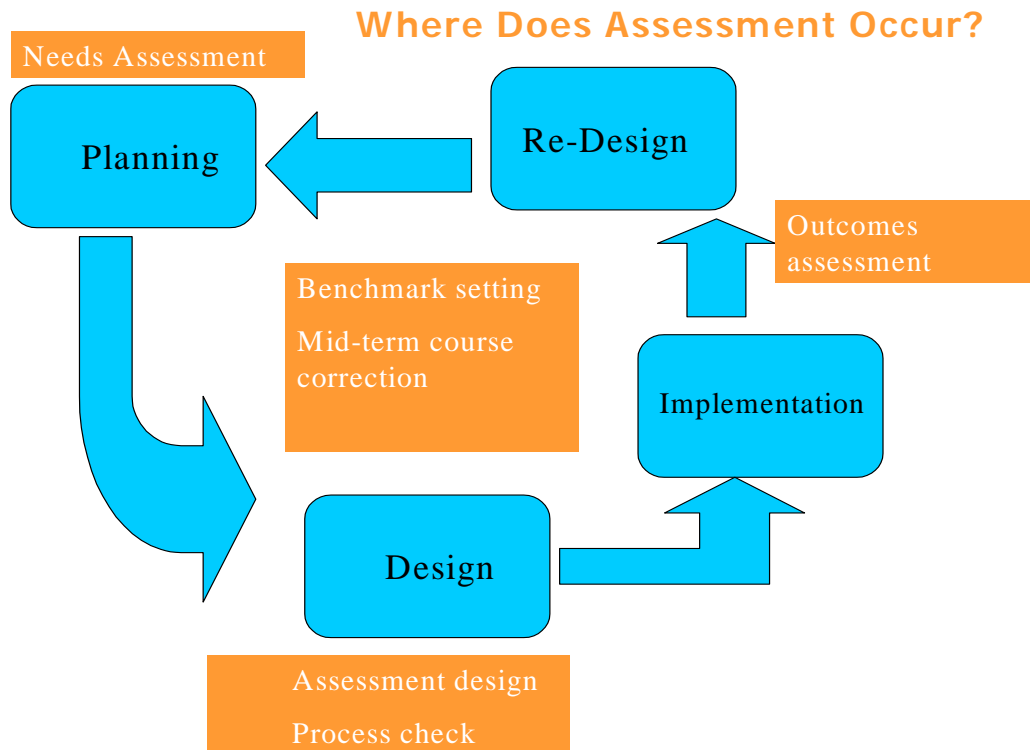 Where Does Assessment Occur?
Needs Assessment
Planning
Re-Design
Outcomes
assessment
Benchmark setting
Mid-term course
correction
Implementation
Design
Assessment design
Process check